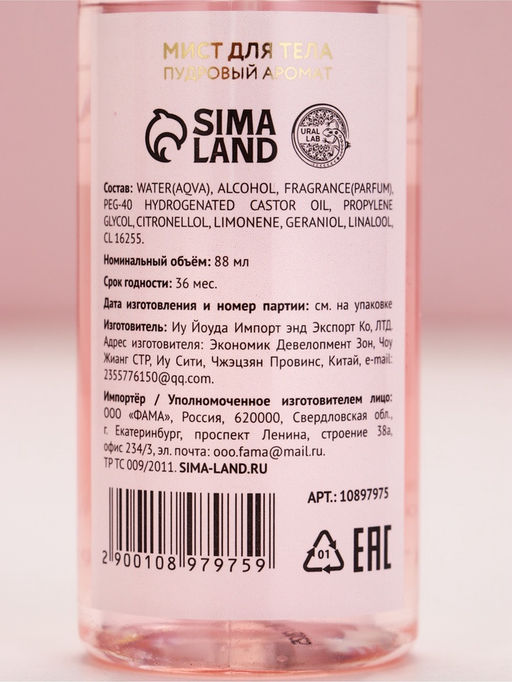 МИСТ ДЛЯ ТЕЛА
ПУДРОВЫЙ АРОМАТ
SIMA
LAND
URAL
LAB
Состав: WATER(AQVA), ALCOHOL, FRAGRANCE(PARFUM),
PEG-40 HYDROGENATED CASTOR OIL, PROPYLENE
GLYCOL, CITRONELLOL, LIMONENE, GERANIOL, LINALOOL,
CL 16255.
Номинальный объём: 88 мл
Срок годности: 36 мес.
Дата изготовления и номер партии: см. на упаковке
Изготовитель: Иу Йоуда Импорт энд Экспорт Ко, ЛТД.
Адрес изготовителя: Экономик Девелопмент Зон, Чоу
Жианг СТР, Иу Сити, Чжэцзян Провинс, Китай, e-mail:
2355776150@qq.com.
Импортёр / Уполномоченное изготовителем лицо:
ООО «ФАМА», Россия, 620000, Свердловская обл.,
г. Екатеринбург, проспект Ленина, строение 38а,
офис 234/3, эл. почта: ooo.fama@mail.ru.
ТР ТС 009/2011. SIMA-LAND.RU
АРТ.: 10897975
2 900108 979759
01
EAC